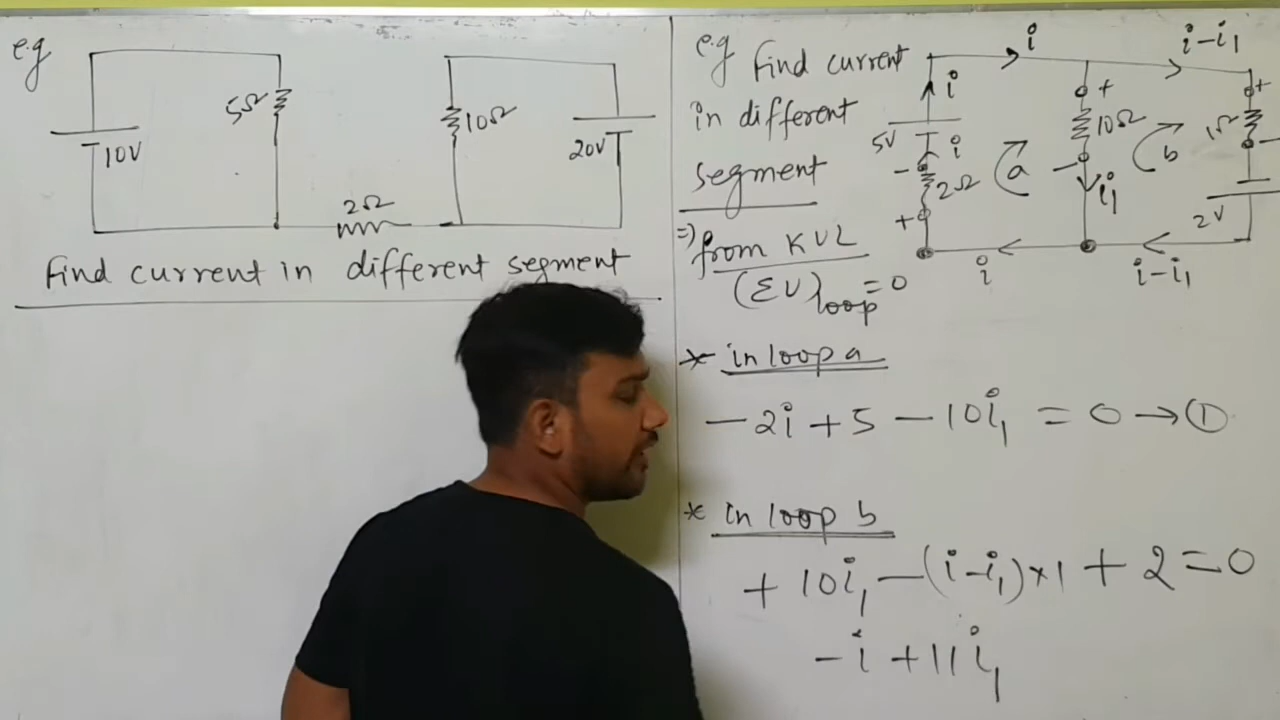 e.g
5Ω
10V
2Ω
10Ω
20V
Find current in different segment
e.g Find current
in different
segment
i
i-i₁
i
5V
i
-
2Ω
+
a
+
10Ω
-
i₁
b
+
1Ω
-
2V
i
i-i₁
=) from KVL
(ΣV)loop = 0
* in loop a
-2i + 5 - 10i₁ = 0 → ①
* in loop b
+ 10i₁ - (i-i₁)×1 + 2 = 0
-i + 11i₁